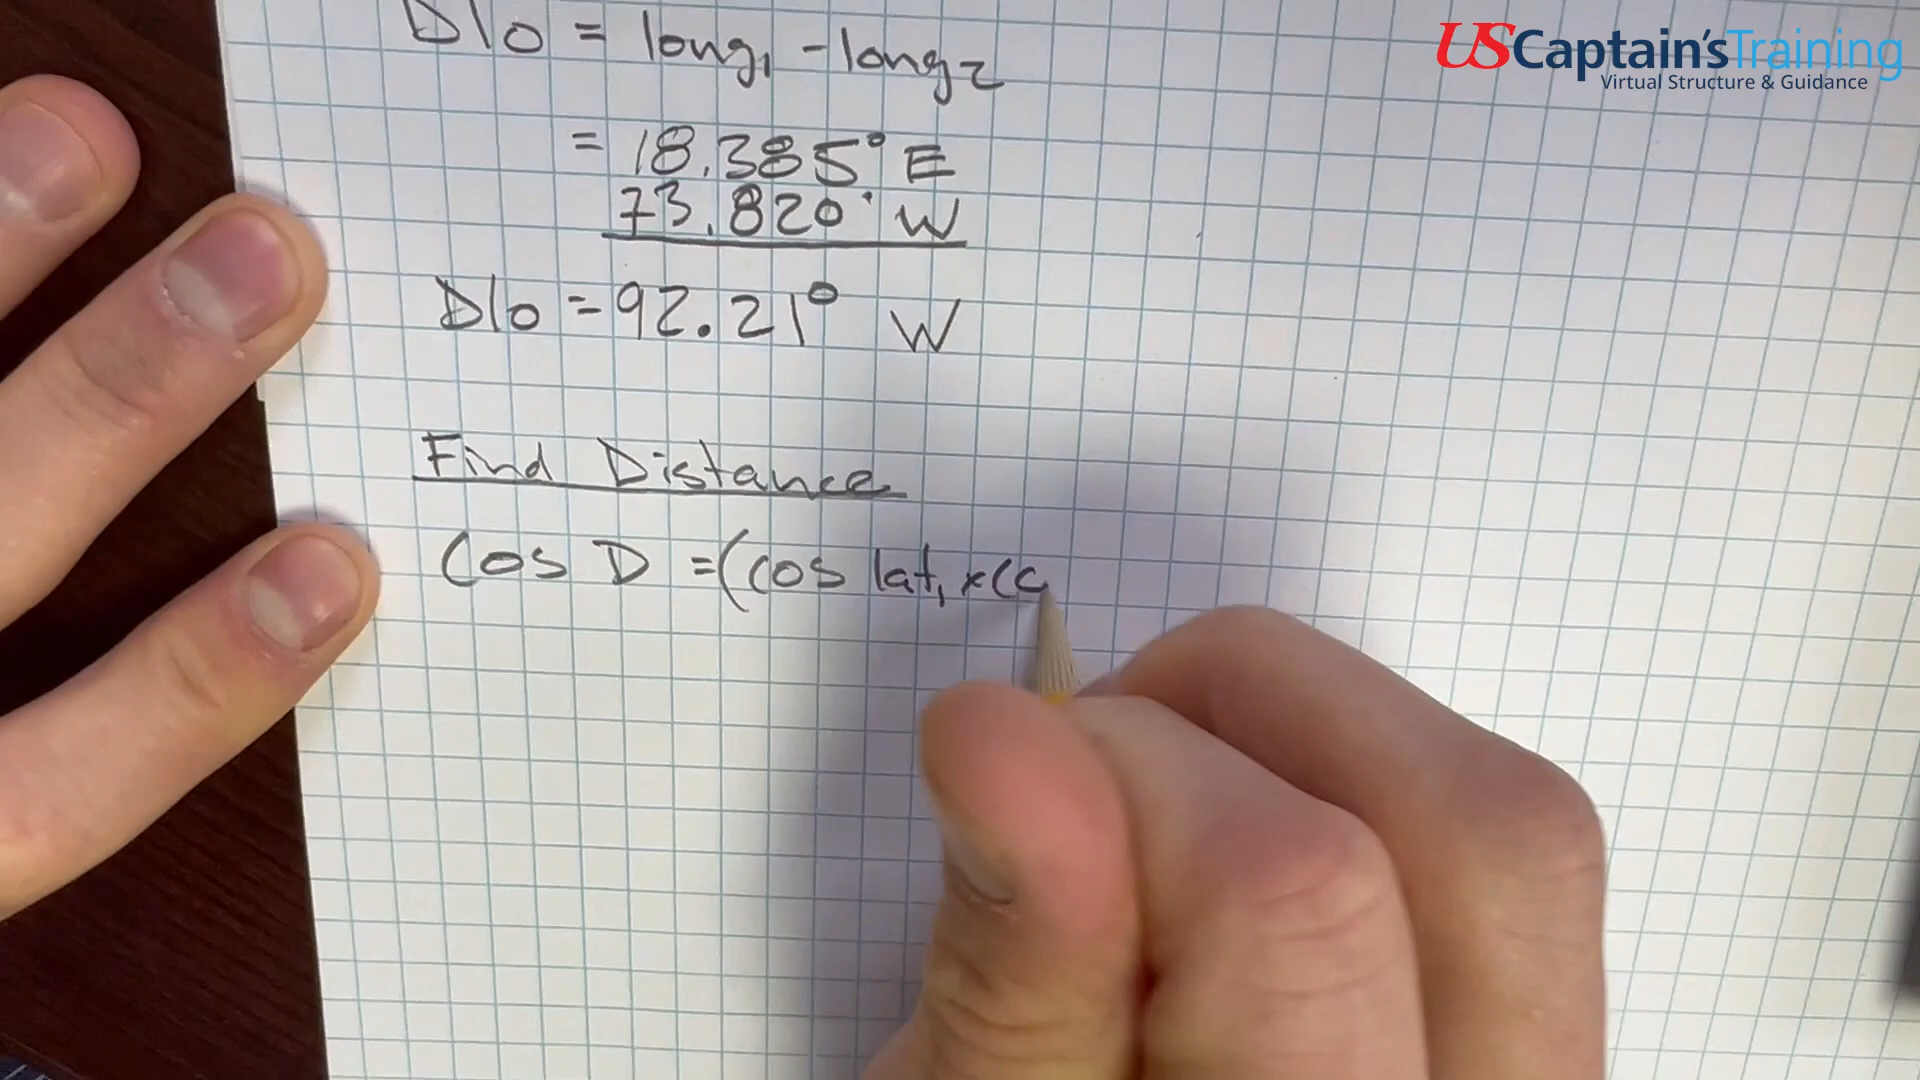 Dlo = long₁ - long₂
USCaptain'sTraining
Virtual Structure & Guidance
= 18.385° E
73.820° W
Dlo = 92.21° W
Find Distance
Cos D = (cos lat₁ x (c